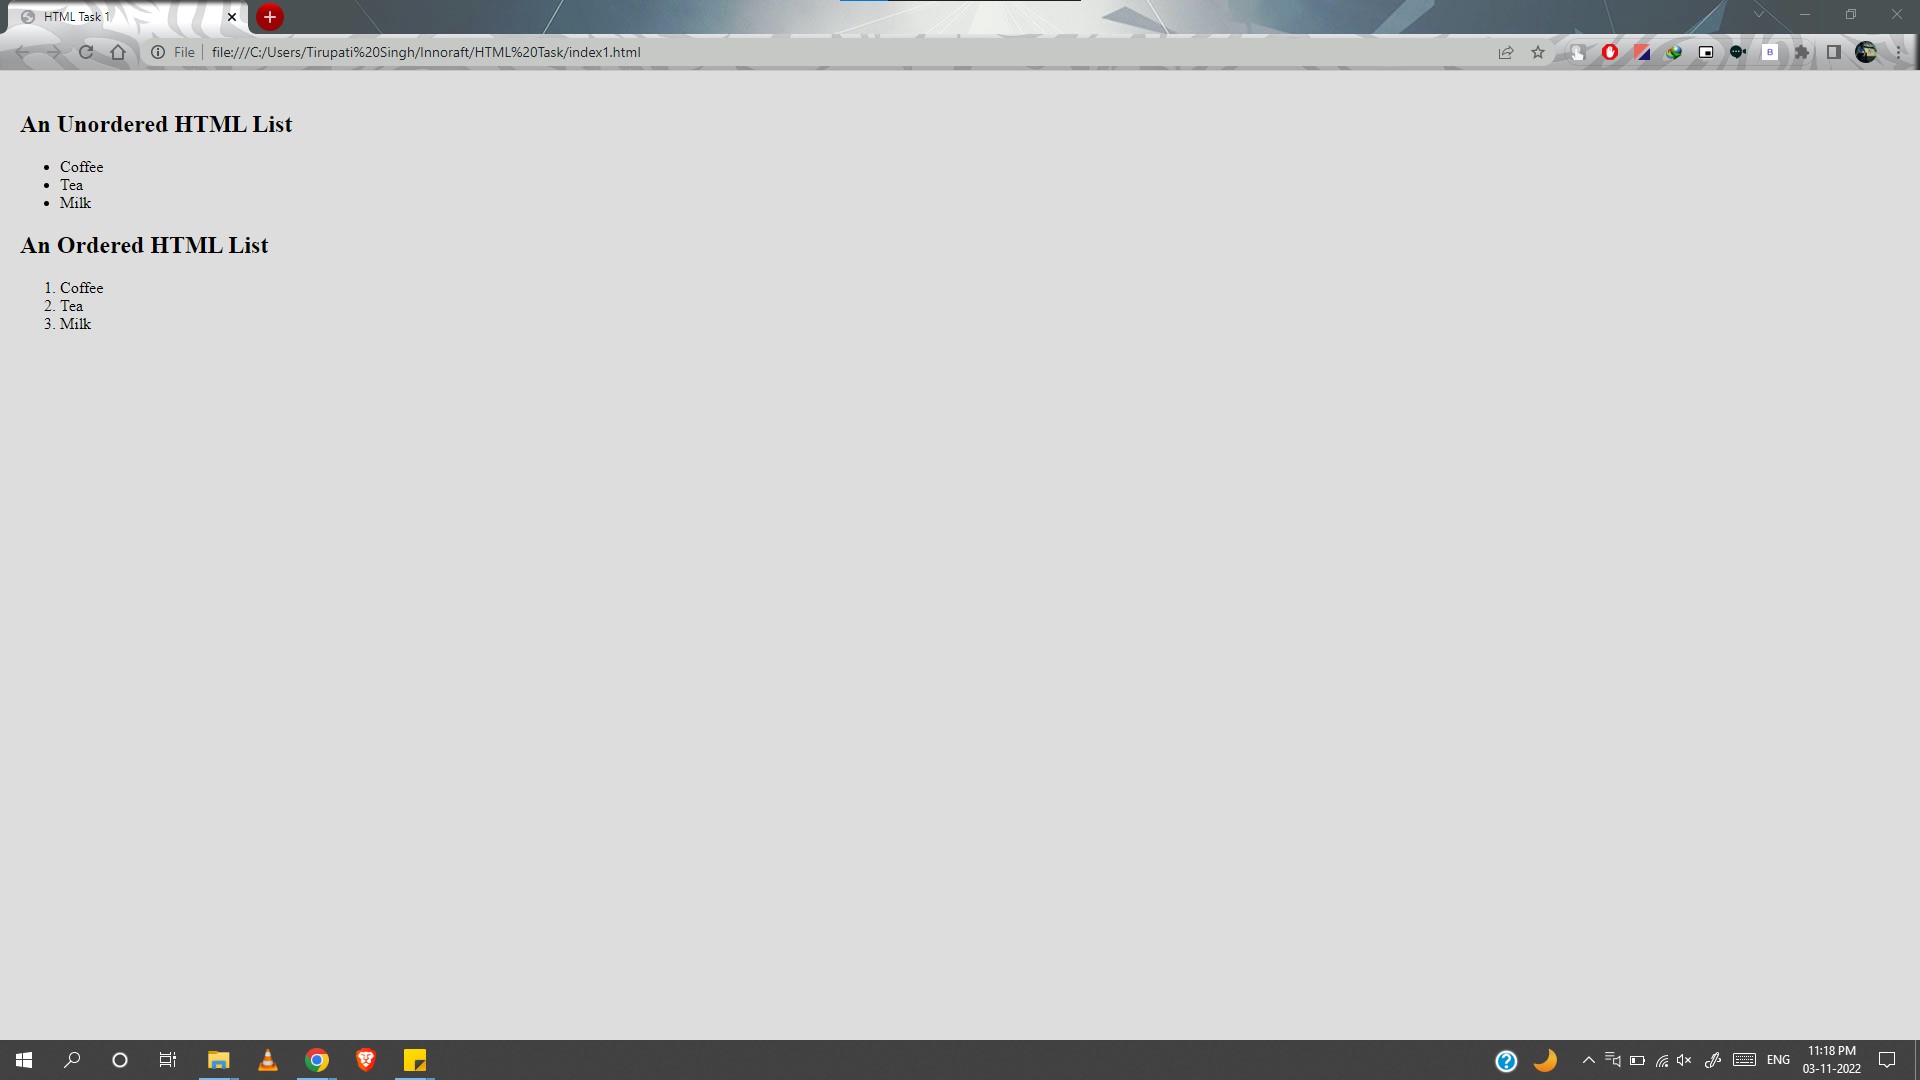 HTML Task 1
File file:///C:/Users/Tirupati%20Singh/Innoraft/HTML%20Task/index1.html
B
An Unordered HTML List
• Coffee
• Tea
• Milk
An Ordered HTML List
1. Coffee
2. Tea
3. Milk
ENG
11:18 PM
03-11-2022